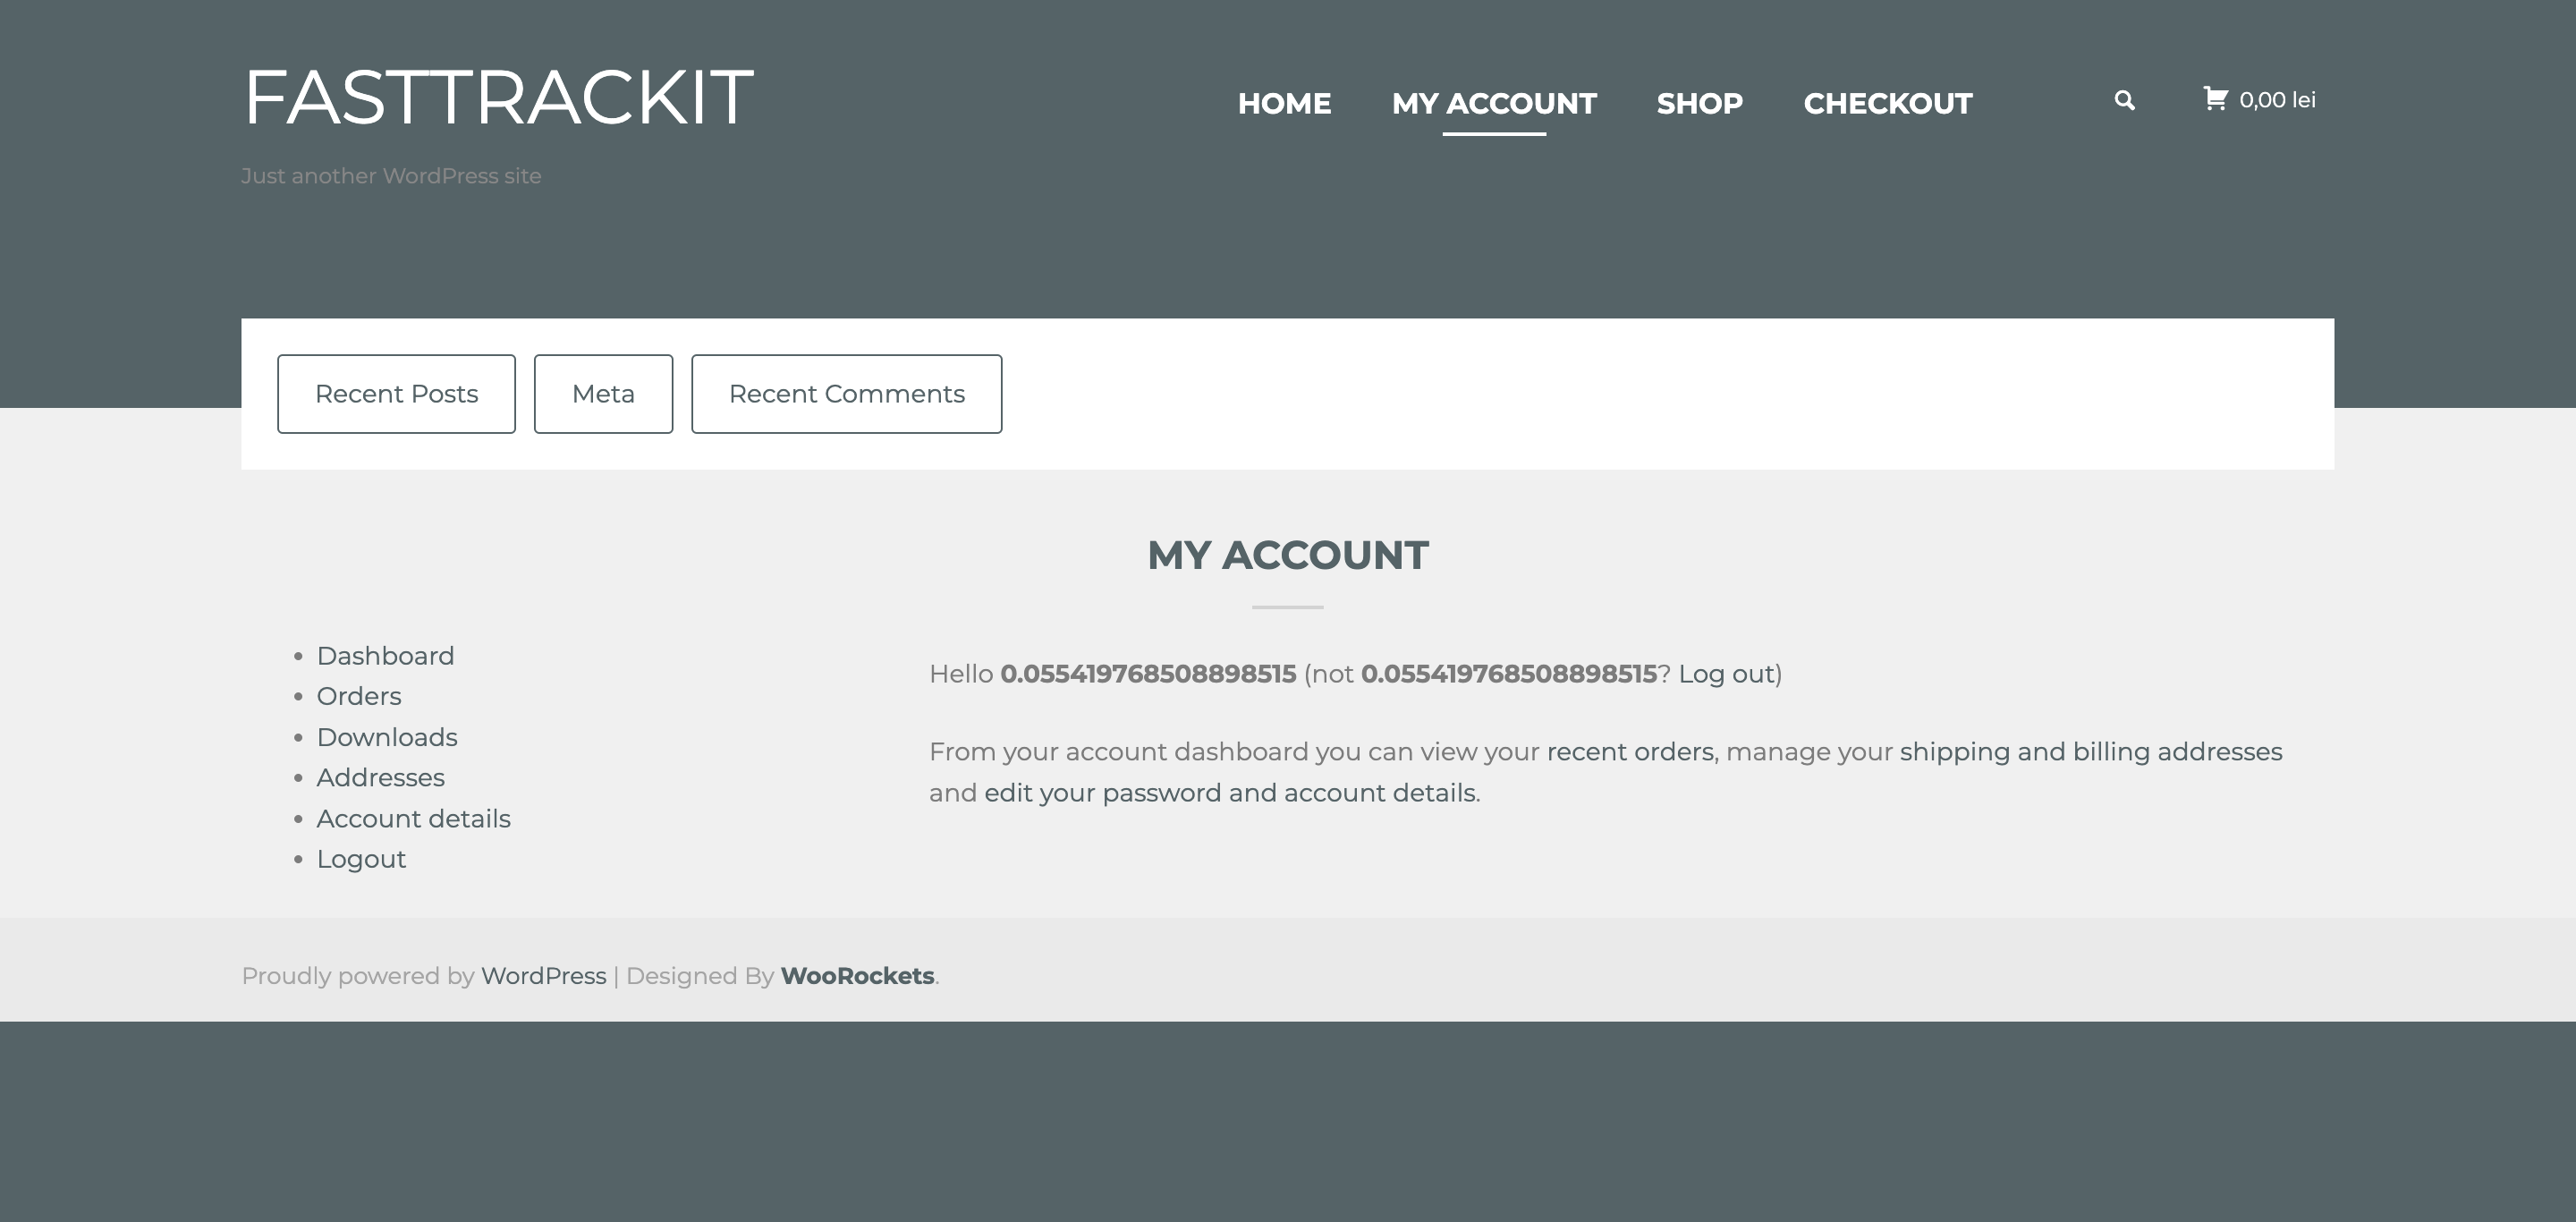 FASTTRACKIT
HOME MY ACCOUNT SHOP CHECKOUT 0,00 lei
Just another WordPress site
Recent Posts Meta Recent Comments
MY ACCOUNT
Dashboard
Orders
Downloads
Addresses
Account details
Logout
Hello 0.055419768508898515 (not 0.055419768508898515? Log out)
From your account dashboard you can view your recent orders, manage your shipping and billing addresses
and edit your password and account details.
Proudly powered by WordPress | Designed By WooRockets.